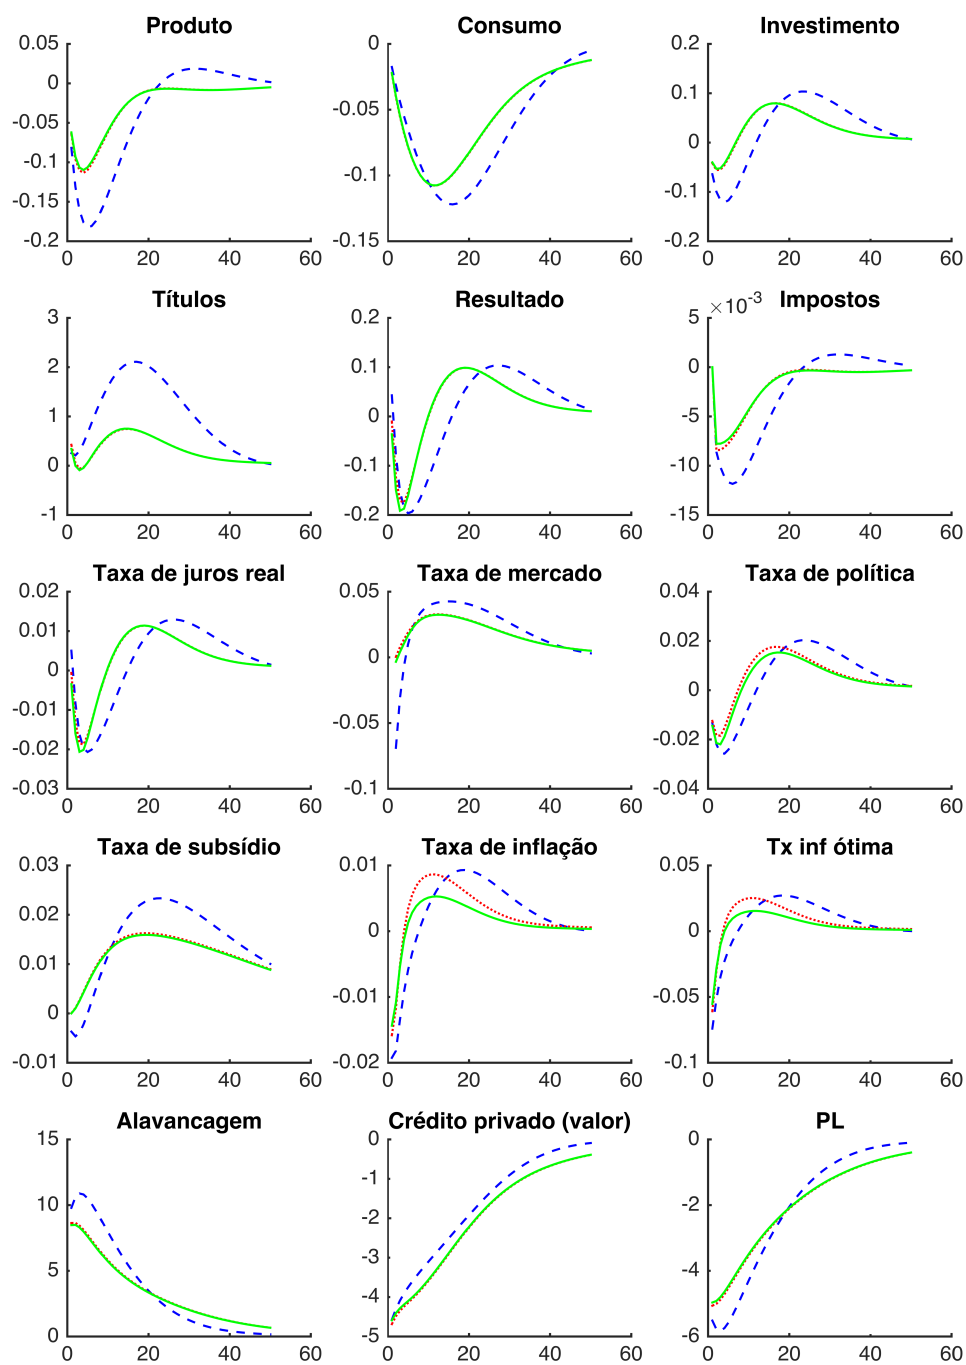 Produto
Consumo
Investimento
0.05
0
-0.05
-0.1
-0.15
-0.2
0 20 40 60
0
-0.05
-0.1
-0.15
0 20 40 60
0.2
0.1
0
-0.1
-0.2
0 20 40 60
Títulos
Resultado
×10-3 Impostos
3
2
1
0
-1
0 20 40 60
0.2
0.1
0
-0.1
-0.2
0 20 40 60
5
0
-5
-10
-15
0 20 40 60
Taxa de juros real
Taxa de mercado
Taxa de política
0.02
0.01
0
-0.01
-0.02
-0.03
0 20 40 60
0.05
0
-0.05
-0.1
0 20 40 60
0.04
0.02
0
-0.02
-0.04
0 20 40 60
Taxa de subsídio
Taxa de inflação
Tx inf ótima
0.03
0.02
0.01
0
-0.01
0 20 40 60
0.01
0
-0.01
-0.02
0 20 40 60
0.05
0
-0.05
-0.1
0 20 40 60
Alavancagem
Crédito privado (valor)
PL
15
10
5
0
0 20 40 60
0
-1
-2
-3
-4
-5
0 20 40 60
0
-2
-4
-6
0 20 40 60